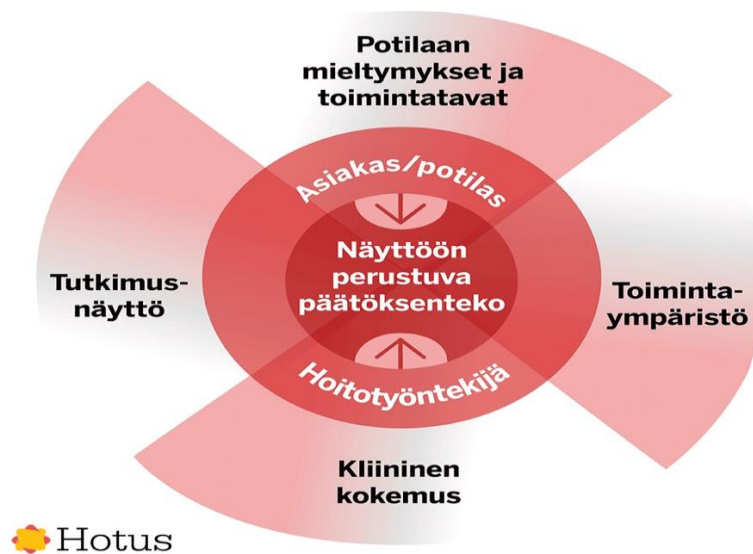 Potilaan
mieltymykset ja
toimintatavat
Asiakas/potilas
Tutkimus-
näyttö
Näyttöön
perustuva
päätöksenteko
Toiminta-
ympäristö
Hoitotyöntekijä
Kliininen
kokemus
Hotus